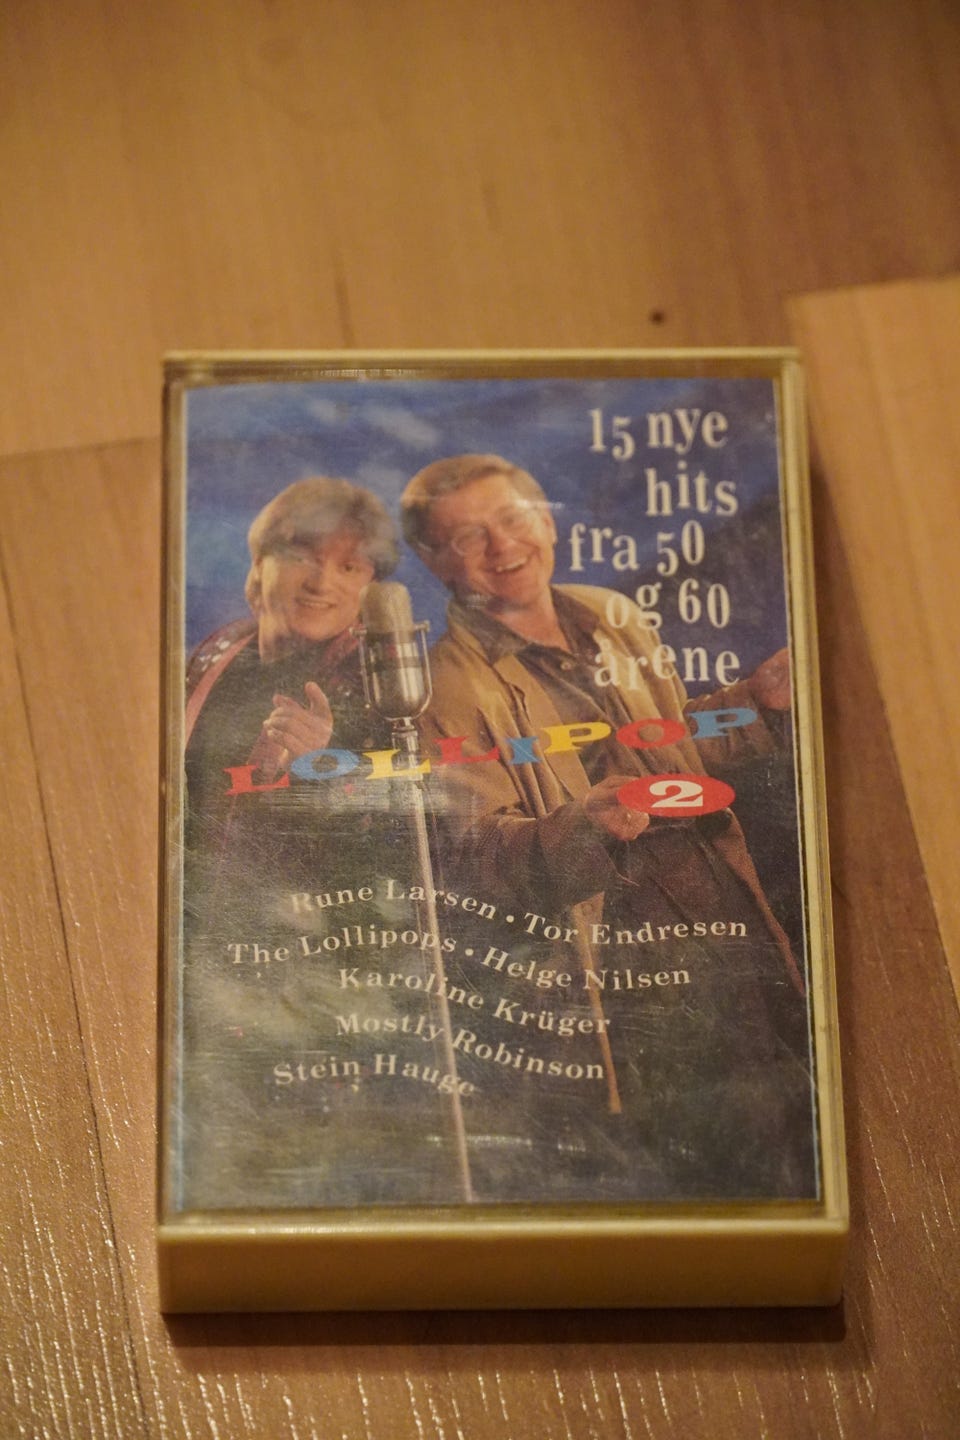 15 nye
hits
fra 50
og 60
årene
LOLLIPOP
2
Rune Larsen • Tor Endresen
The Lollipops • Helge Nilsen
Karoline Krüger
Mostly Robinson
Stein Hauge